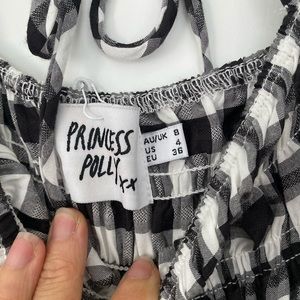 PRINCESS
POLLY
xx
AU/UK 8
US 4
EU 36